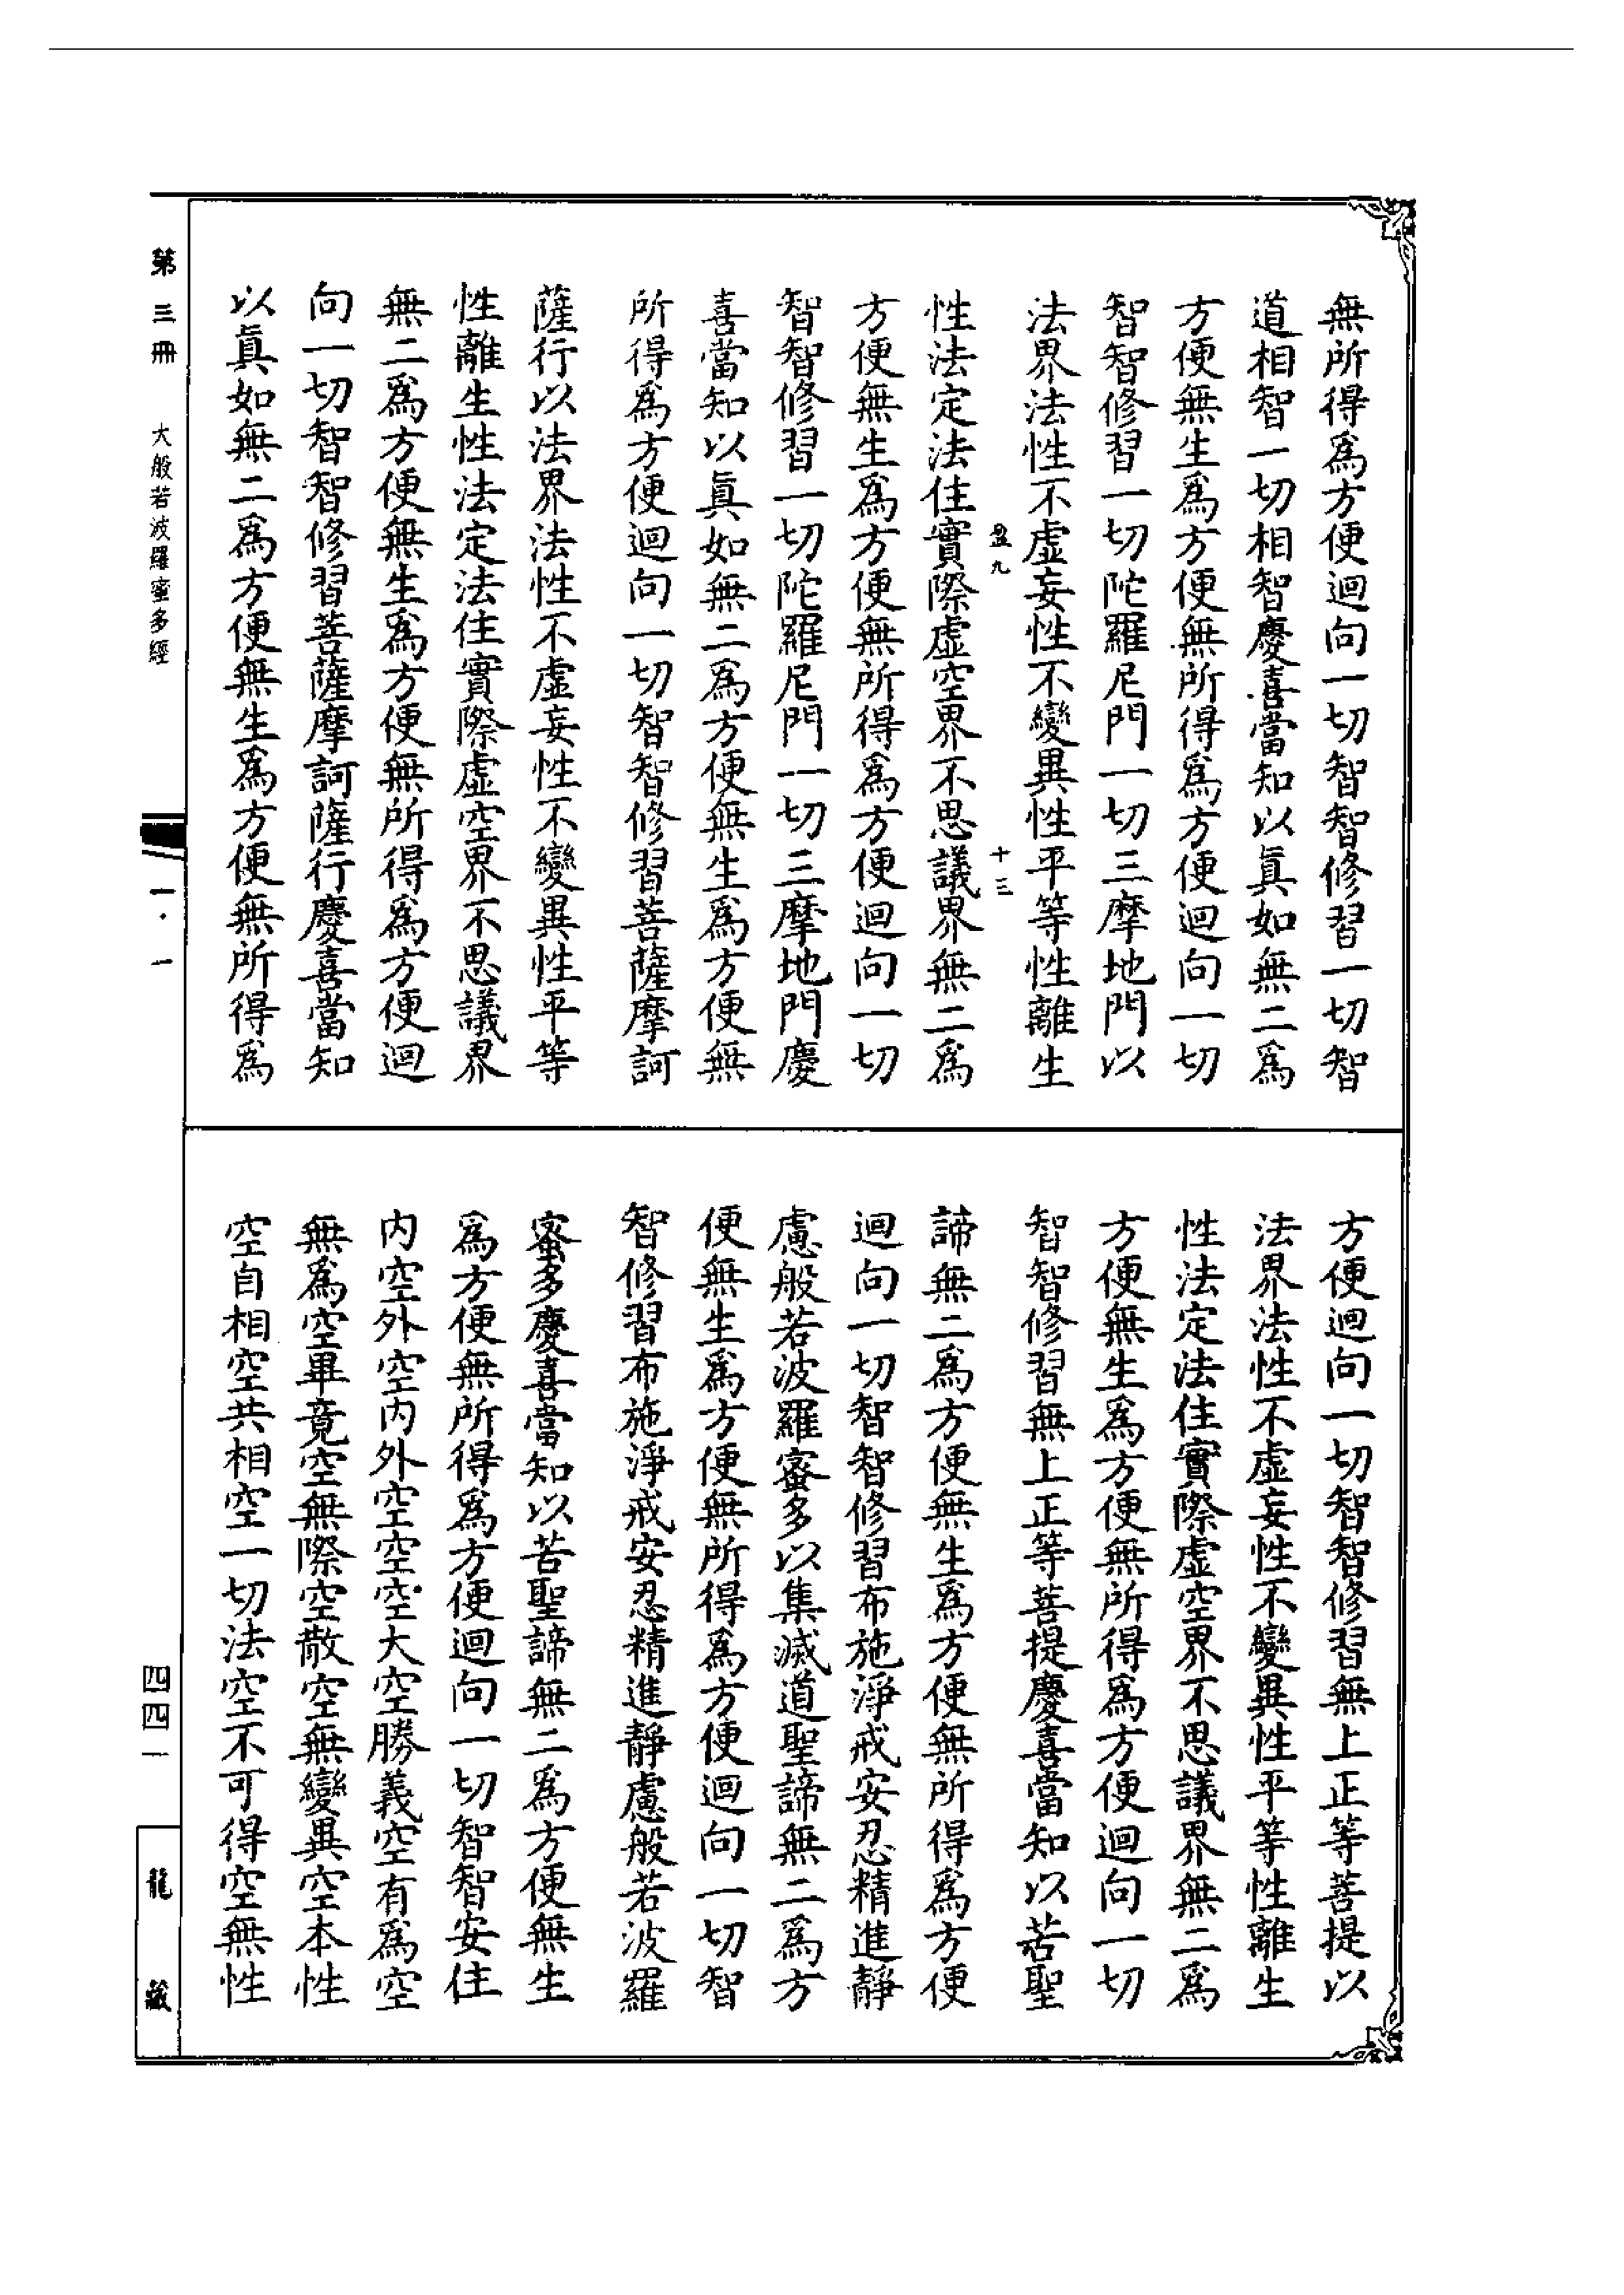 無所得爲方便迴向一切智智修習一切智
道相智一切相智慶喜當知以眞如無二爲
方便無生爲方便無所得爲方便迴向一切
智智修習一切陀羅尼門一切三摩地門以
法界法性不虛妄性不變異性平等性離生
盈九
十三
性法定法住實際虛空界不思議界無二爲
方便無生爲方便無所得爲方便迴向一切
智智修習一切陀羅尼門一切三摩地門慶
喜當知以眞如無二爲方便無生爲方便無
所得爲方便迴向一切智智修習菩薩摩訶
薩行以法界法性不虛妄性不變異性平等
性離生性法定法住實際虛空界不思議界
無二爲方便無生爲方便無所得爲方便迴
向一切智智修習菩薩摩訶薩行慶喜當知
以眞如無二爲方便無生爲方便無所得爲
方便迴向一切智智修習無上正等菩提以
法界法性不虛妄性不變異性平等性離生
性法定法住實際虛空界不思議界無二爲
方便無生爲方便無所得爲方便迴向一切
智智修習無上正等菩提慶喜當知以苦聖
諦無二爲方便無生爲方便無所得爲方便
迴向一切智智修習布施淨戒安忍精進靜
慮般若波羅蜜多以集滅道聖諦無二爲方
便無生爲方便無所得爲方便迴向一切智
智修習布施淨戒安忍精進靜慮般若波羅
蜜多慶喜當知以苦聖諦無二爲方便無生
爲方便無所得爲方便迴向一切智智安住
內空外空內外空空空大空勝義空有爲空
無爲空畢竟空無際空散空無變異空本性
空自相空共相空一切法空不可得空無性
第三冊
大般若波羅蜜多經
一·一
四四一
龍藏